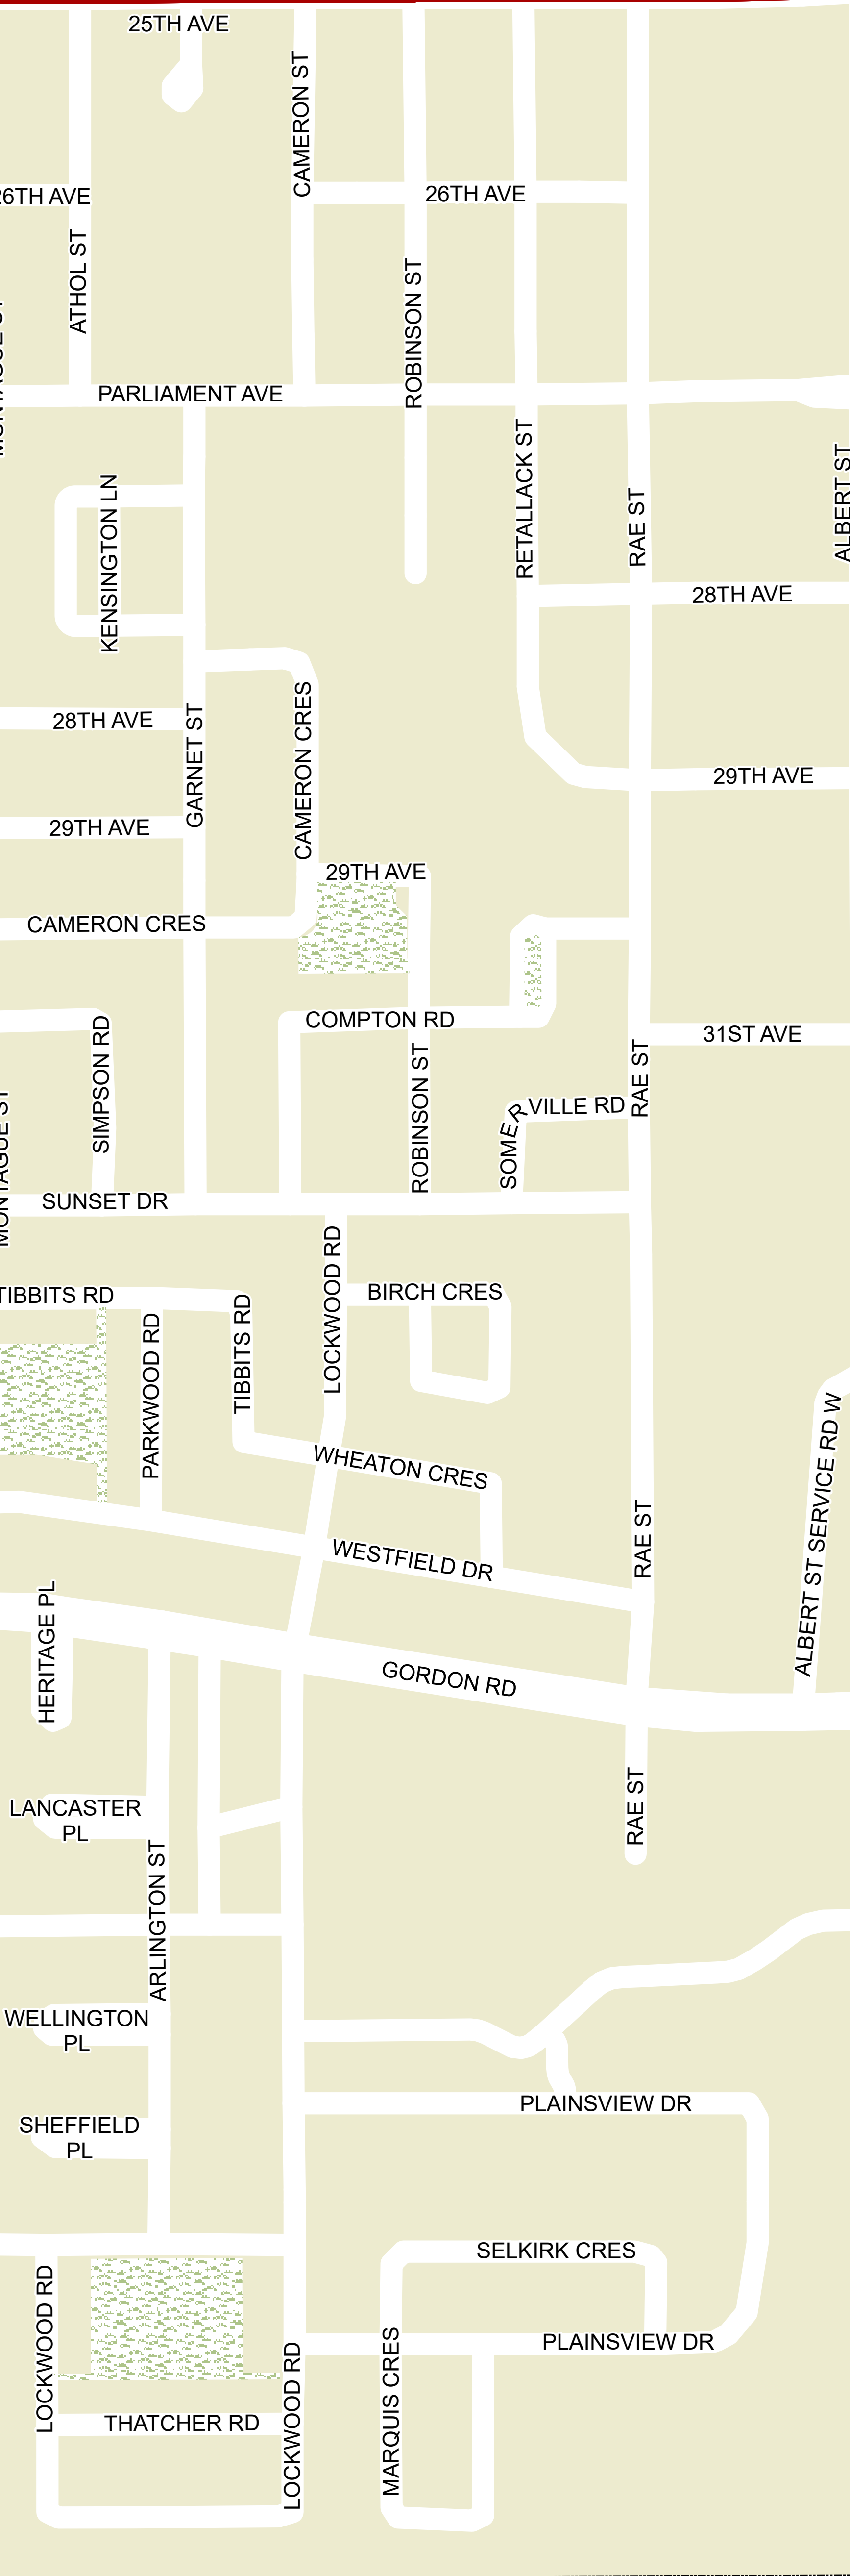 25TH AVE
CAMERON ST
26TH AVE
26TH AVE
ATHOL ST
ROBINSON ST
PARLIAMENT AVE
RETALLACK ST
ALBERT ST
KENSINGTON LN
RAE ST
28TH AVE
CAMERON CRES
GARNET ST
28TH AVE
29TH AVE
29TH AVE
29TH AVE
CAMERON CRES
COMPTON RD
SIMPSON RD
31ST AVE
RAE ST
ROBINSON ST
SOMERVILLE RD
MONTAGUE ST
SUNSET DR
LOCKWOOD RD
TIBBITS RD
BIRCH CRES
TIBBITS RD
PARKWOOD RD
ALBERT ST SERVICE RD W
WHEATON CRES
RAE ST
WESTFIELD DR
HERITAGE PL
GORDON RD
RAE ST
LANCASTER
PL
ARLINGTON ST
WELLINGTON
PL
PLAINSVIEW DR
SHEFFIELD
PL
SELKIRK CRES
LOCKWOOD RD
MARQUIS CRES
PLAINSVIEW DR
LOCKWOOD RD
THATCHER RD